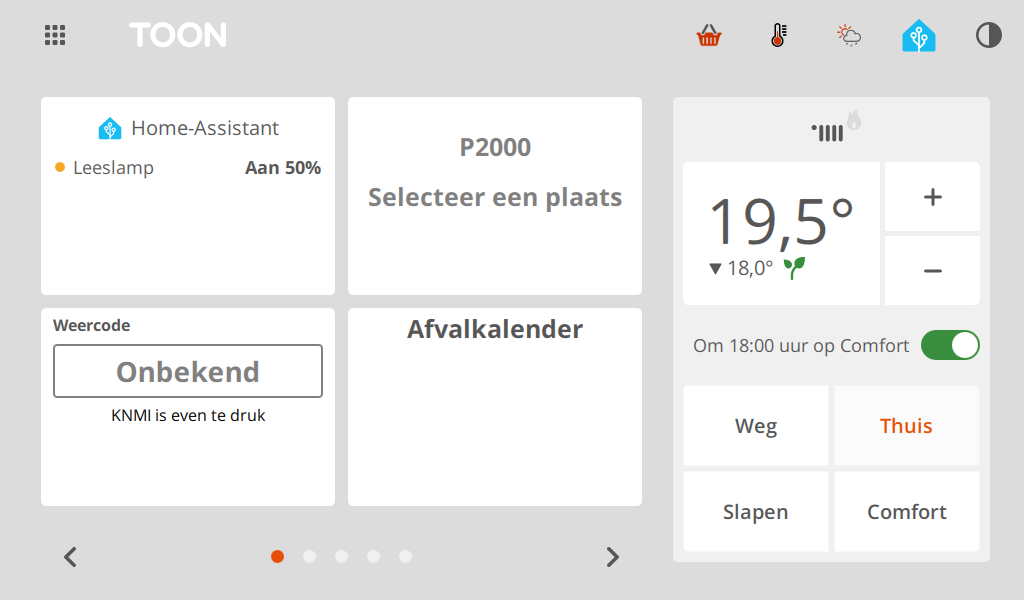 TOON
Home-Assistant
Leeslamp Aan 50%
P2000
Selecteer een plaats
Weercode
Onbekend
KNMI is even te druk
Afvalkalender
19,5°
18,0°
+
−
Om 18:00 uur op Comfort
Weg
Thuis
Slapen
Comfort